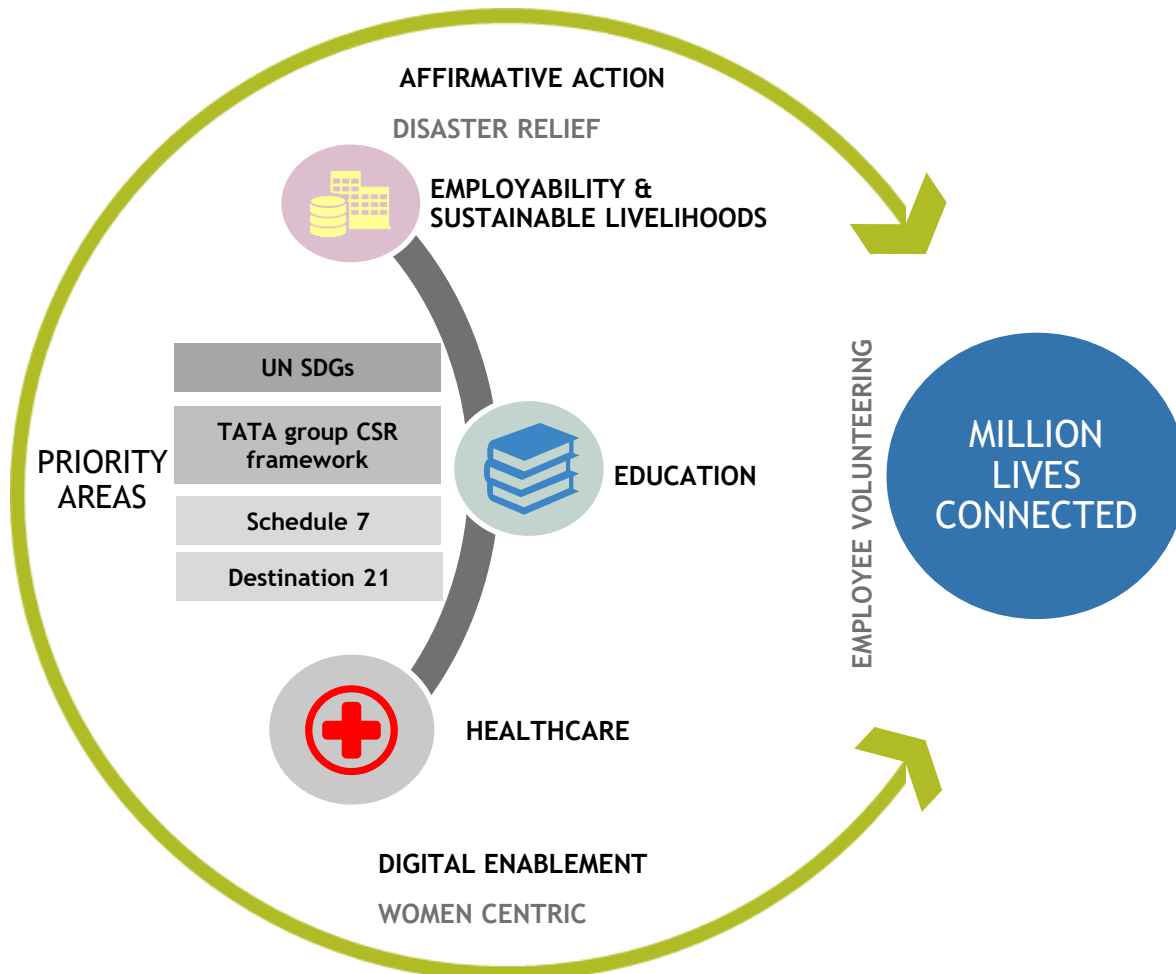 AFFIRMATIVE ACTION
DISASTER RELIEF
EMPLOYABILITY &
SUSTAINABLE LIVELIHOODS
UN SDGs
TATA group CSR
framework
PRIORITY
AREAS
Schedule 7
Destination 21
EDUCATION
EMPLOYEE VOLUNTEERING
MILLION
LIVES
CONNECTED
HEALTHCARE
DIGITAL ENABLEMENT
WOMEN CENTRIC